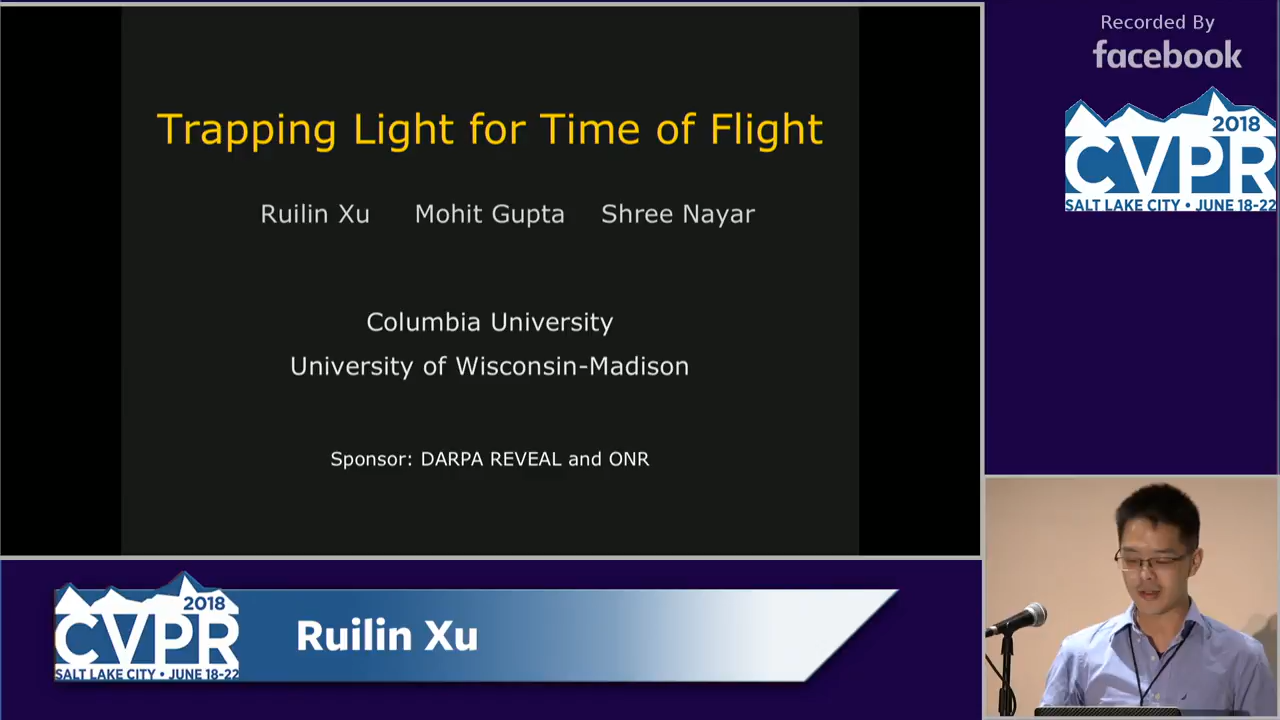 Trapping Light for Time of Flight
Ruilin Xu Mohit Gupta Shree Nayar
Columbia University
University of Wisconsin-Madison
Sponsor: DARPA REVEAL and ONR
Recorded By
facebook
2018
CVPR
SALT LAKE CITY • JUNE 18-22
2018
CVPR
SALT LAKE CITY • JUNE 18-22
Ruilin Xu